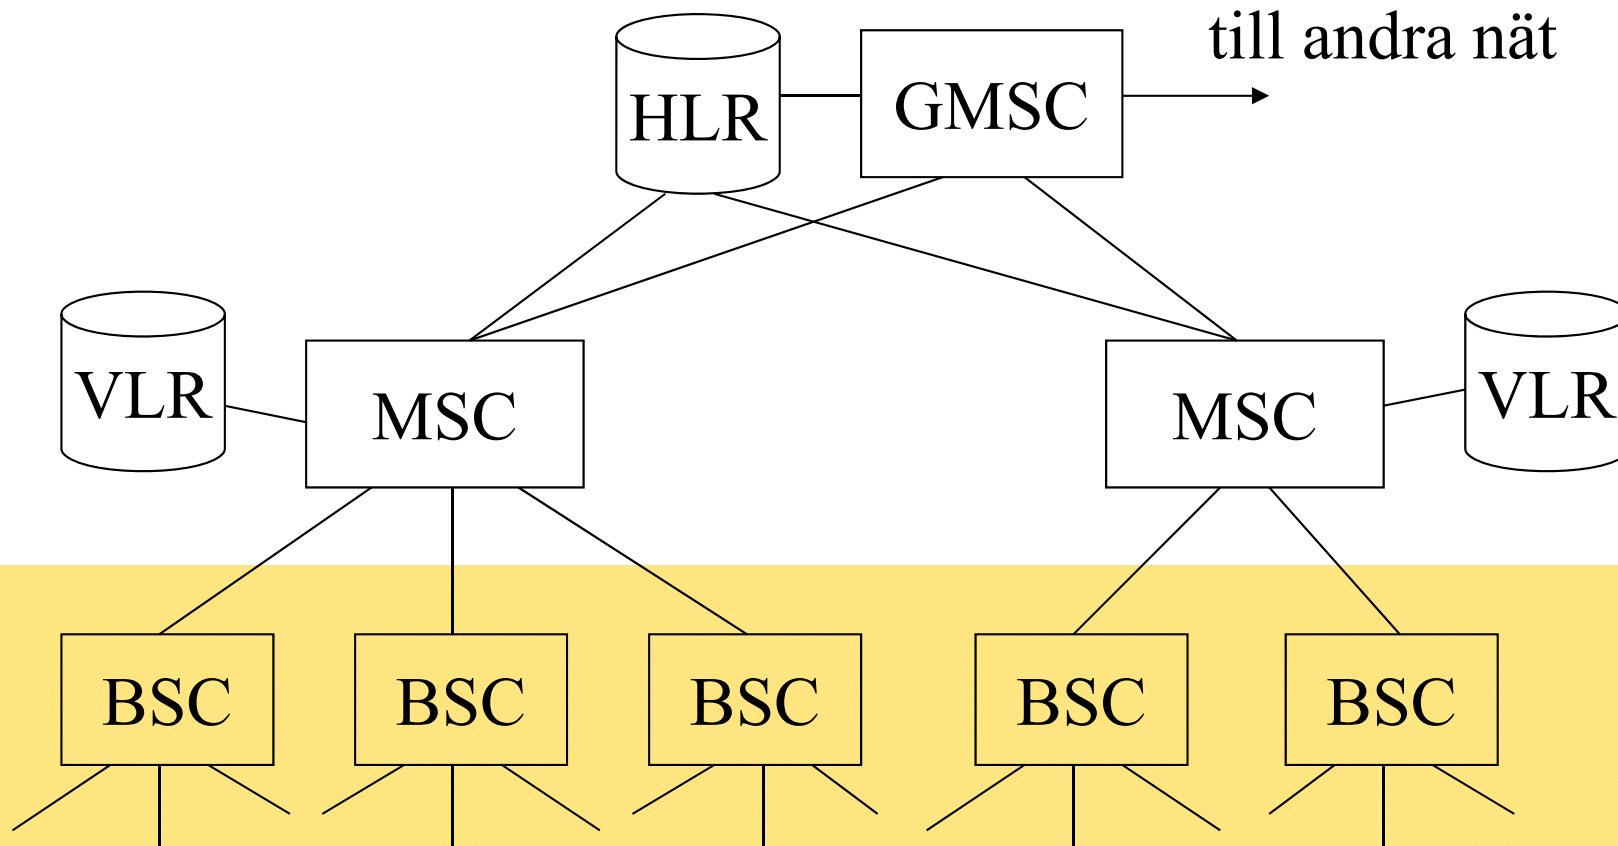 till andra nät
HLR
GMSC
VLR
MSC
MSC
VLR
BSC
BSC
BSC
BSC
BSC